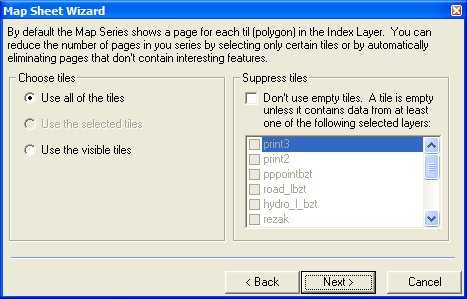 Map Sheet Wizard
By default the Map Series shows a page for each til (polygon) in the Index Layer. You can
reduce the number of pages in you series by selecting only certain tiles or by automatically
eliminating pages that don't contain interesting features.
Choose tiles
Use all of the tiles
Use the selected tiles
Use the visible tiles
Suppress tiles
Don't use empty tiles. A tile is empty
unless it contains data from at least
one of the following selected layers:
print3
print2
pppointbzt
road_lbzt
hydro_l_bzt
rezak
< Back
Next >
Cancel